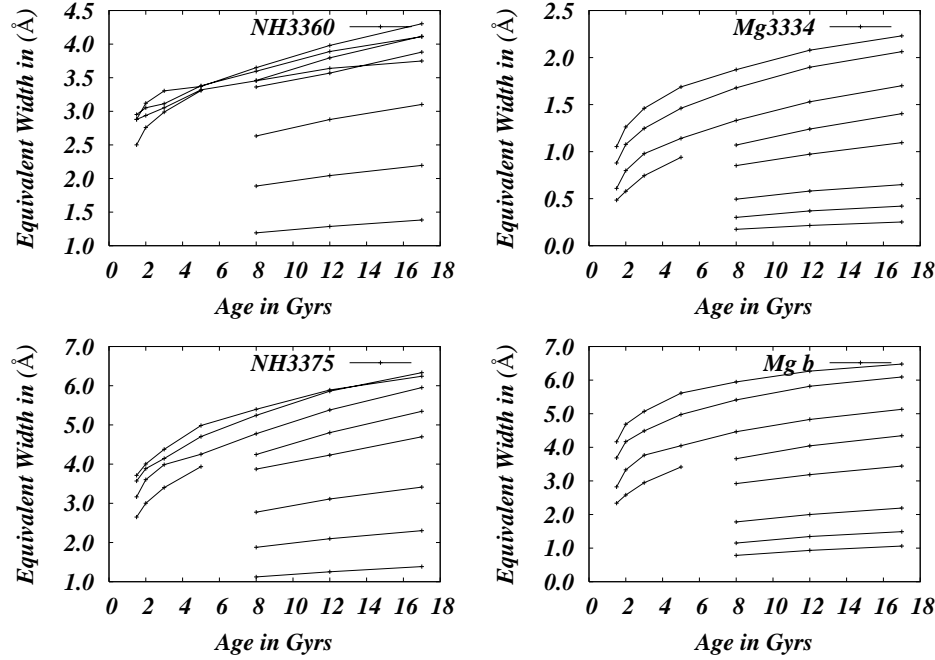 NH3360
Equivalent Width in (Å)
4.5
4.0
3.5
3.0
2.5
2.0
1.5
1.0
0 2 4 6 8 10 12 14 16 18
Age in Gyrs
Mg3334
Equivalent Width in (Å)
2.5
2.0
1.5
1.0
0.5
0.0
0 2 4 6 8 10 12 14 16 18
Age in Gyrs
NH3375
Equivalent Width in (Å)
7.0
6.0
5.0
4.0
3.0
2.0
1.0
0 2 4 6 8 10 12 14 16 18
Age in Gyrs
Mg b
Equivalent Width in (Å)
7.0
6.0
5.0
4.0
3.0
2.0
1.0
0.0
0 2 4 6 8 10 12 14 16 18
Age in Gyrs